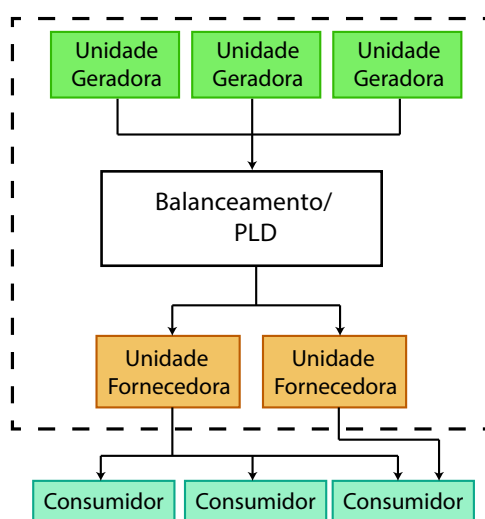 Unidade
Geradora
Unidade
Geradora
Unidade
Geradora
Balanceamento/
PLD
Unidade
Fornecedora
Unidade
Fornecedora
Consumidor
Consumidor
Consumidor